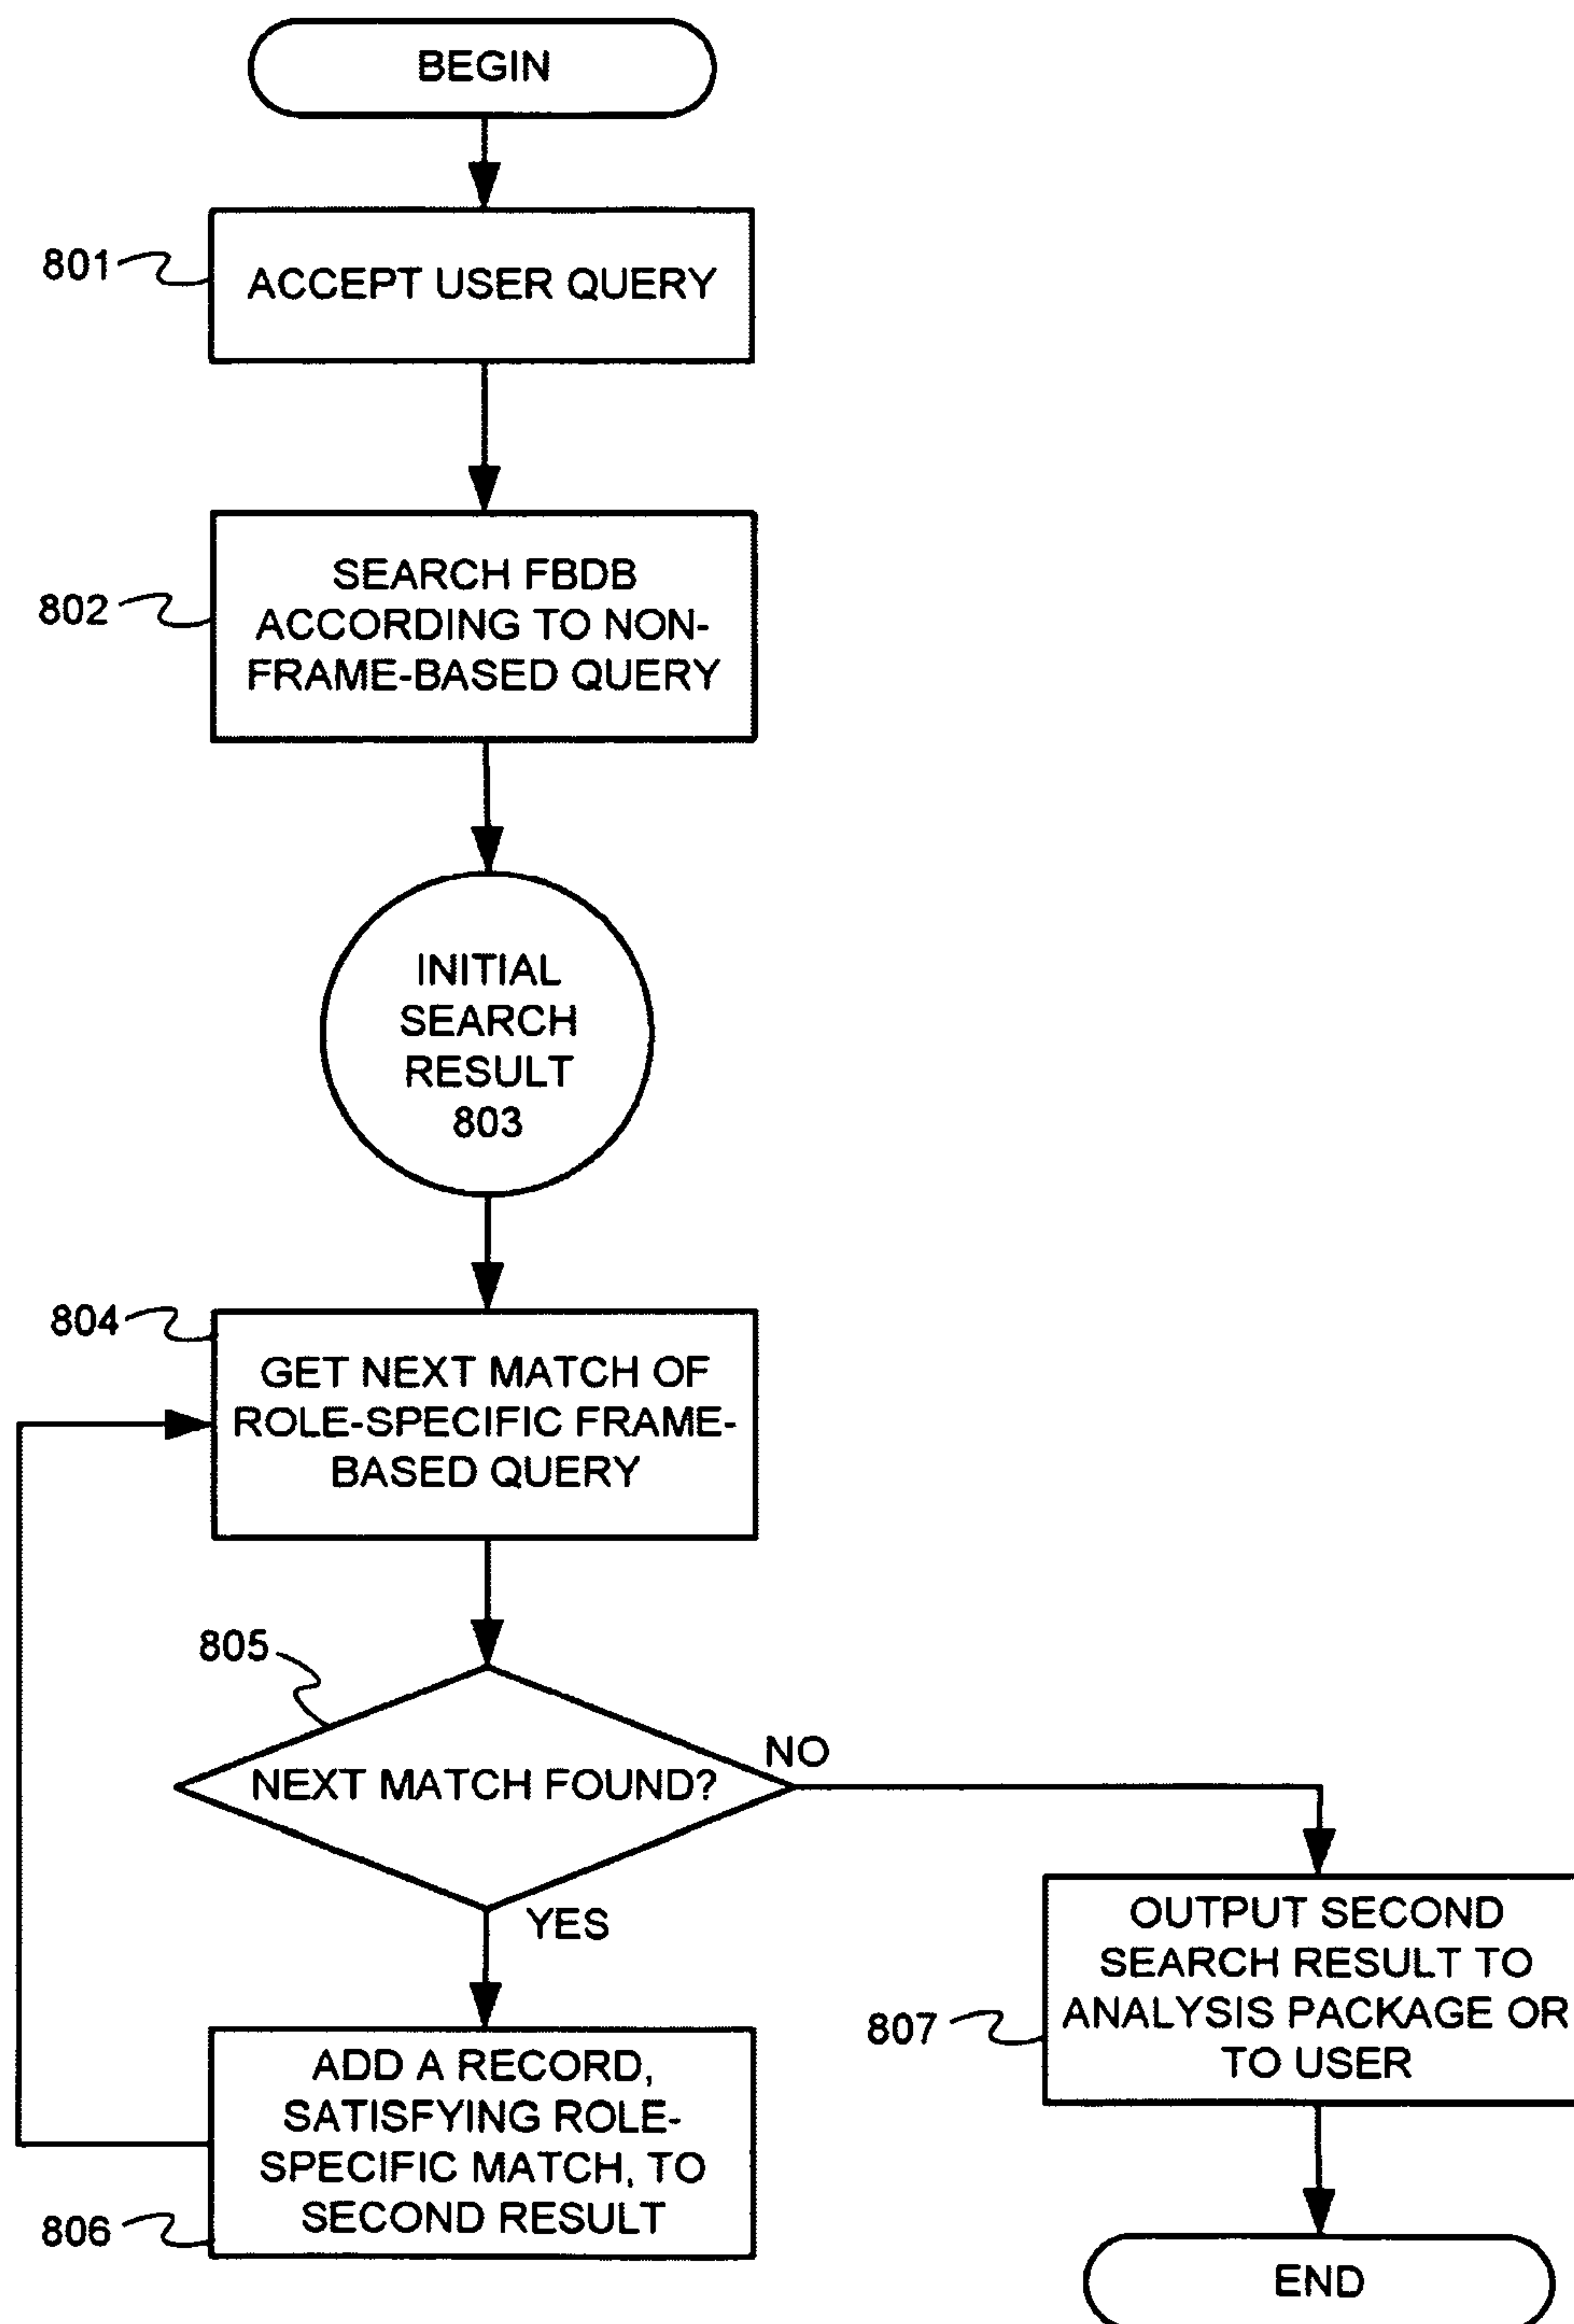 BEGIN
801
ACCEPT USER QUERY
802
SEARCH FBDB
ACCORDING TO NON-
FRAME-BASED QUERY
INITIAL
SEARCH
RESULT
803
804
GET NEXT MATCH OF
ROLE-SPECIFIC FRAME-
BASED QUERY
805
NEXT MATCH FOUND?
NO
YES
806
ADD A RECORD,
SATISFYING ROLE-
SPECIFIC MATCH, TO
SECOND RESULT
807
OUTPUT SECOND
SEARCH RESULT TO
ANALYSIS PACKAGE OR
TO USER
END